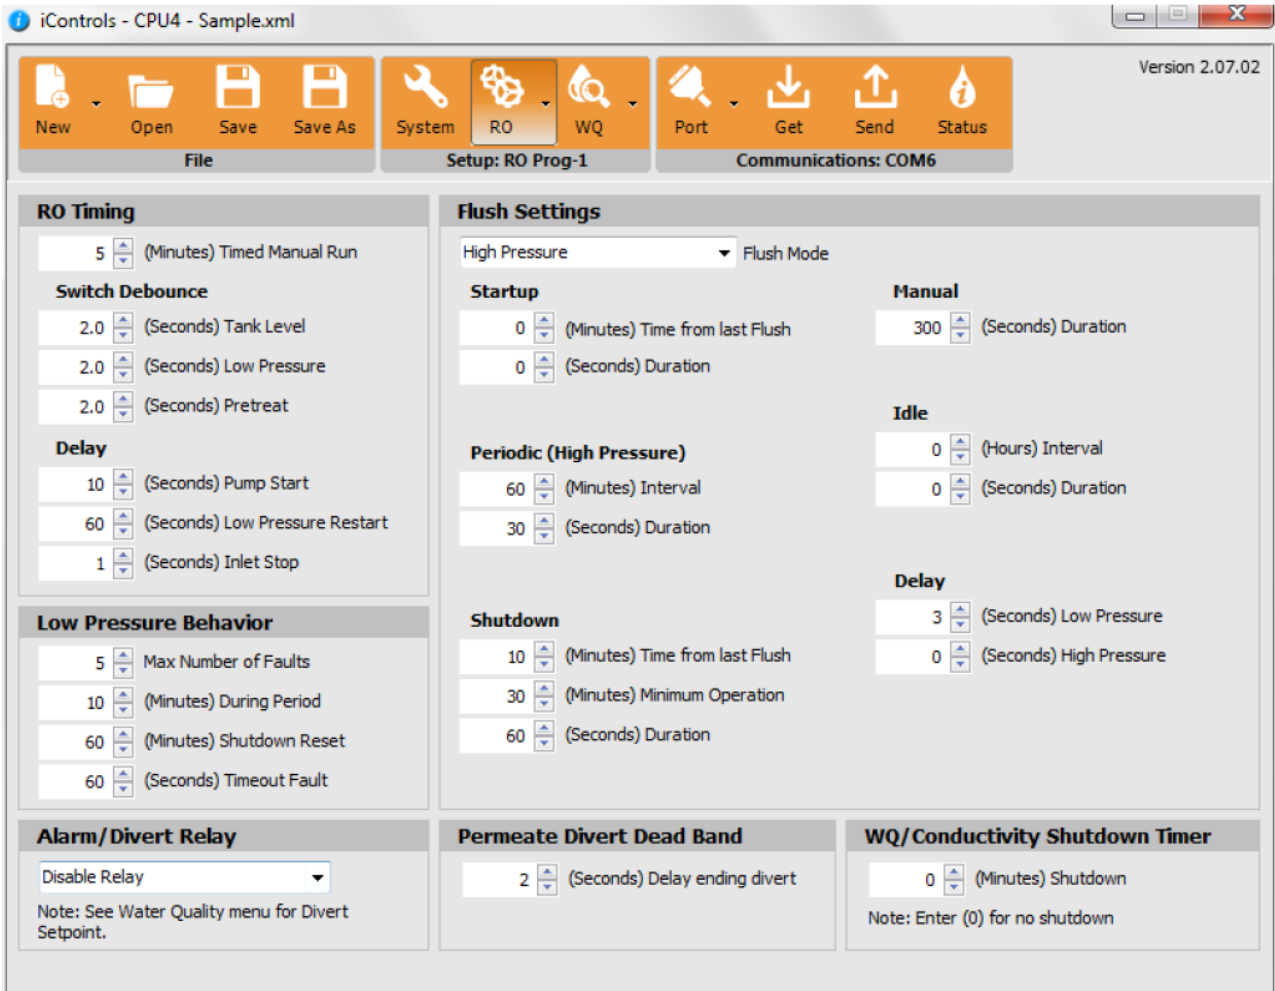 iControls - CPU4 - Sample.xml
Version 2.07.02
New Open Save Save As System RO WQ Port Get Send Status
File Setup: RO Prog-1 Communications: COM6
RO Timing
5 (Minutes) Timed Manual Run
Switch Debounce
2.0 (Seconds) Tank Level
2.0 (Seconds) Low Pressure
2.0 (Seconds) Pretreat
Delay
10 (Seconds) Pump Start
60 (Seconds) Low Pressure Restart
1 (Seconds) Inlet Stop
Low Pressure Behavior
5 Max Number of Faults
10 (Minutes) During Period
60 (Minutes) Shutdown Reset
60 (Seconds) Timeout Fault
Flush Settings
High Pressure Flush Mode
Startup
0 (Minutes) Time from last Flush
0 (Seconds) Duration
Periodic (High Pressure)
60 (Minutes) Interval
30 (Seconds) Duration
Shutdown
10 (Minutes) Time from last Flush
30 (Minutes) Minimum Operation
60 (Seconds) Duration
Manual
300 (Seconds) Duration
Idle
0 (Hours) Interval
0 (Seconds) Duration
Delay
3 (Seconds) Low Pressure
0 (Seconds) High Pressure
Alarm/Divert Relay
Disable Relay
Note: See Water Quality menu for Divert
Setpoint.
Permeate Divert Dead Band
2 (Seconds) Delay ending divert
WQ/Conductivity Shutdown Timer
0 (Minutes) Shutdown
Note: Enter (0) for no shutdown